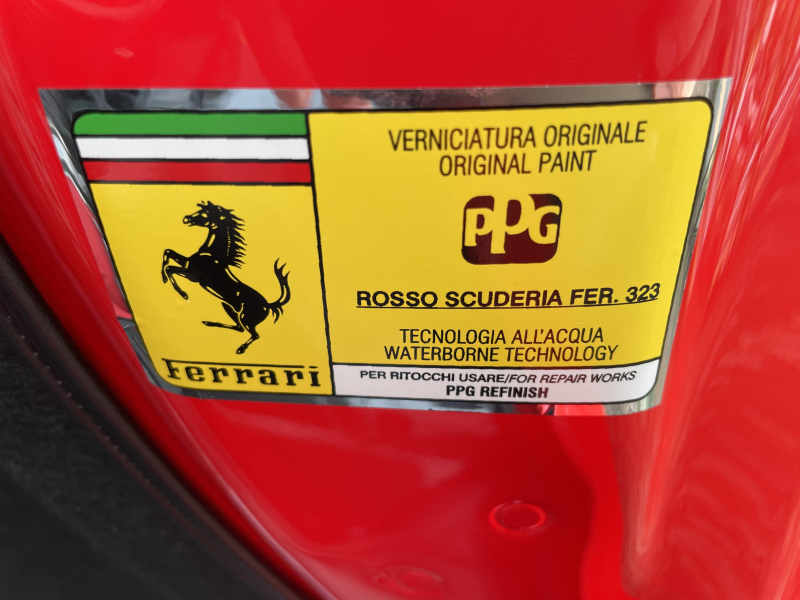 Ferrari
VERNICIATURA ORIGINALE
ORIGINAL PAINT
PPG
ROSSO SCUDERIA FER. 323
TECNOLOGIA ALL'ACQUA
WATERBORNE TECHNOLOGY
PER RITOCCHI USARE/FOR REPAIR WORKS
PPG REFINISH